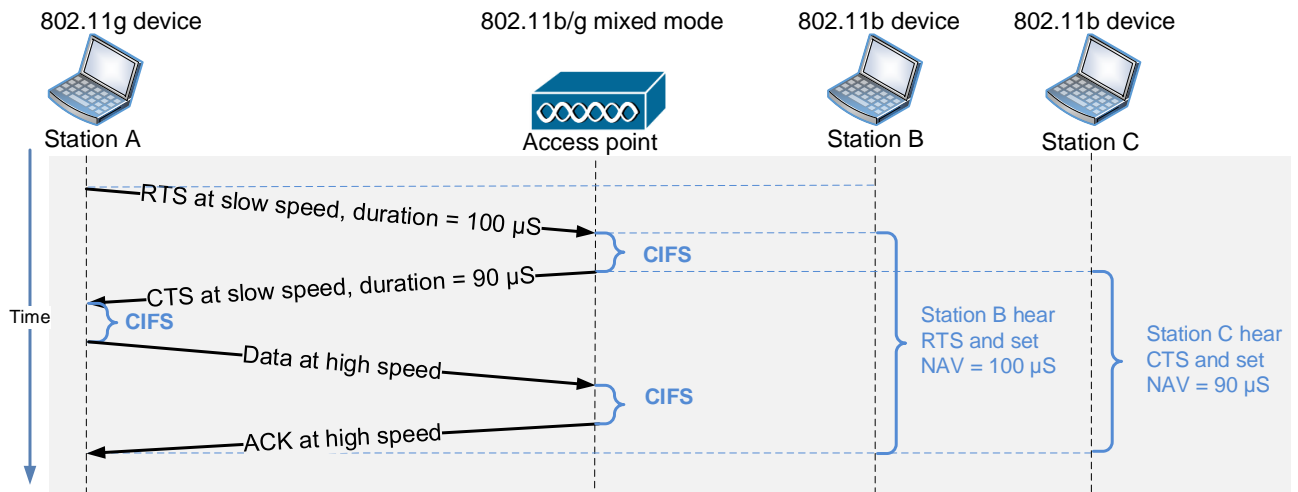 802.11g device
802.11b/g mixed mode
802.11b device
802.11b device
Station A
Access point
Station B
Station C
RTS at slow speed, duration = 100 µS
CIFS
CTS at slow speed, duration = 90 µS
Time
CIFS
Station B hear
RTS and set
NAV = 100 µS
Station C hear
CTS and set
NAV = 90 µS
Data at high speed
CIFS
ACK at high speed